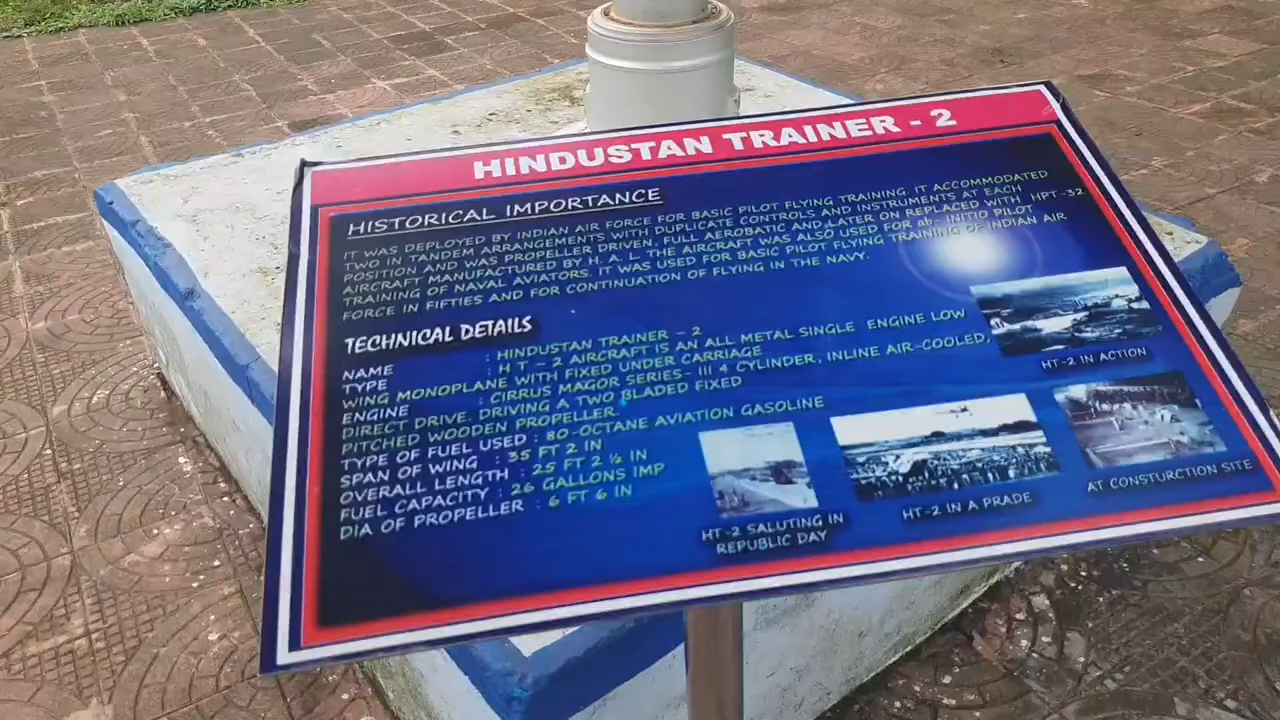 HINDUSTAN TRAINER - 2
HISTORICAL IMPORTANCE
IT WAS DEPLOYED BY INDIAN AIR FORCE FOR BASIC PILOT FLYING TRAINING. IT ACCOMMODATED
TWO IN TANDEM ARRANGEMENTS WITH DUPLICATE CONTROLS AND INSTRUMENTS AT EACH
POSITION AND WAS PROPELLER DRIVEN, FULL AEROBATIC AND LATER ON REPLACED WITH HPT-32
AIRCRAFT MANUFACTURED BY H. A. L. THE AIRCRAFT WAS ALSO USED FOR ab- INITIO PILOT
TRAINING OF NAVAL AVIATORS. IT WAS USED FOR BASIC PILOT FLYING TRAINING OF INDIAN AIR
FORCE IN FIFTIES AND FOR CONTINUATION OF FLYING IN THE NAVY.
TECHNICAL DETAILS
NAME : HINDUSTAN TRAINER - 2
TYPE : H T - 2 AIRCRAFT IS AN ALL METAL SINGLE ENGINE LOW
WING MONOPLANE WITH FIXED UNDER CARRIAGE
ENGINE : CIRRUS MAGOR SERIES- III 4 CYLINDER, INLINE AIR-COOLED,
DIRECT DRIVE. DRIVING A TWO BLADED FIXED
PITCHED WOODEN PROPELLER.
TYPE OF FUEL USED : 80-OCTANE AVIATION GASOLINE
SPAN OF WING : 35 FT 2 IN
OVERALL LENGTH : 25 FT 2 ½ IN
FUEL CAPACITY : 26 GALLONS IMP
DIA OF PROPELLER : 6 FT 6 IN
HT-2 IN ACTION
AT CONSTURCTION SITE
HT-2 IN A PRADE
HT-2 SALUTING IN
REPUBLIC DAY